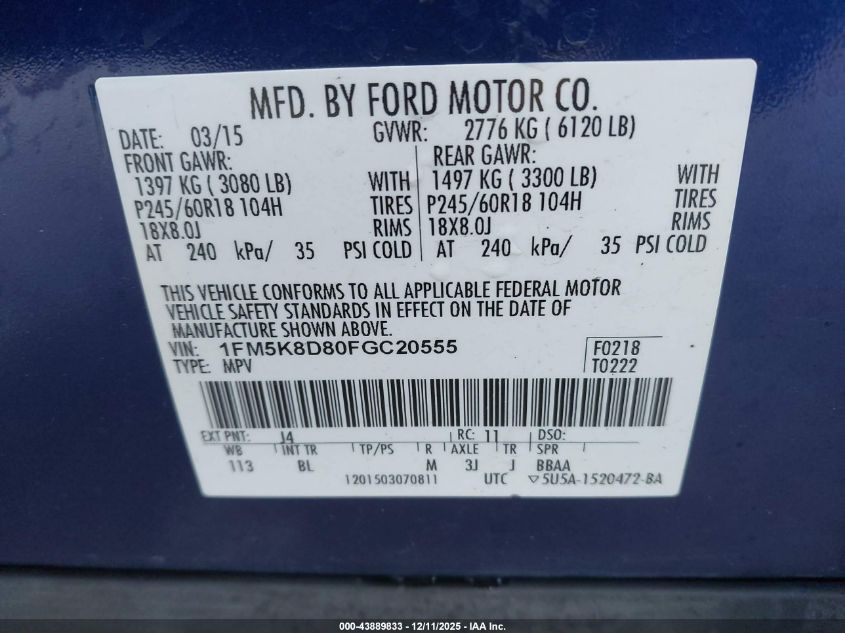 MFD. BY FORD MOTOR CO.
DATE: 03/15 GVWR: 2776 KG ( 6120 LB)
FRONT GAWR: REAR GAWR:
1397 KG ( 3080 LB) WITH 1497 KG ( 3300 LB) WITH
P245/60R18 104H TIRES P245/60R18 104H TIRES
18X8.0J RIMS 18X8.0J RIMS
AT 240 kPa/ 35 PSI COLD AT 240 kPa/ 35 PSI COLD
THIS VEHICLE CONFORMS TO ALL APPLICABLE FEDERAL MOTOR
VEHICLE SAFETY STANDARDS IN EFFECT ON THE DATE OF
MANUFACTURE SHOWN ABOVE.
VIN: 1FM5K8D80FGC20555 F0218
TYPE: MPV T0222
EXT PNT: J4 RC: 11 DSO:
WB INT TR TP/PS R AXLE TR SPR
113 BL M 3J J BBAA
1201503070811 UTC ▽5U5A-1520472-BA
000-43889833 - 12/11/2025 - IAA Inc.